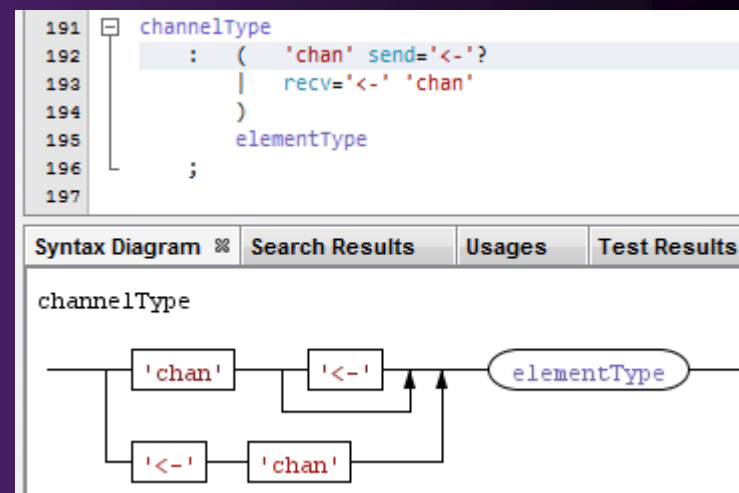 191 channelType
192 : ( 'chan' send='<-'?
193 | recv='<-' 'chan'
194 )
195 elementType
196 ;
197
Syntax Diagram Search Results Usages Test Results
channelType
'chan' '<-' elementType
'<-' 'chan'